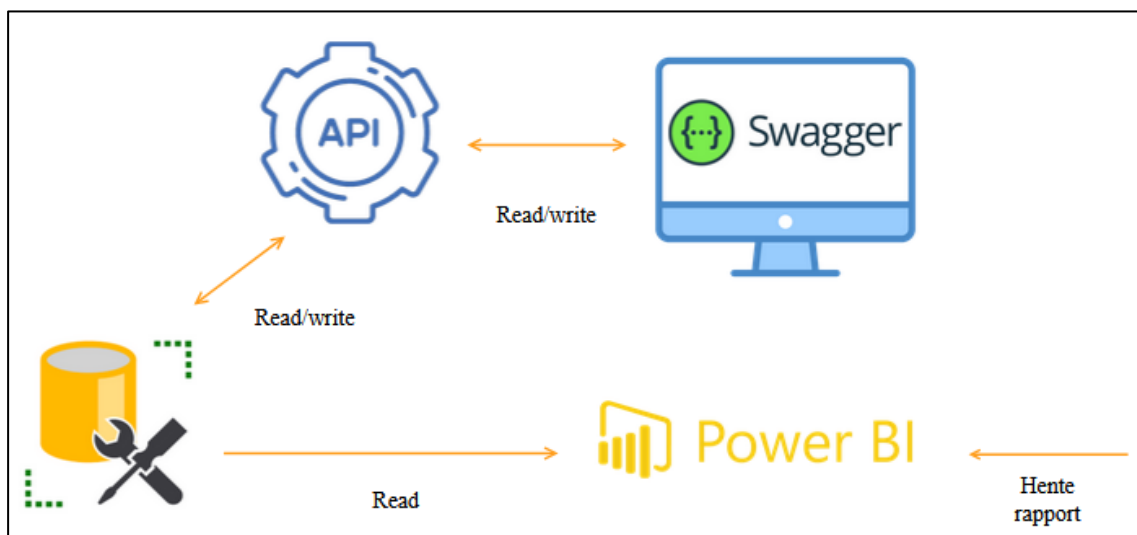 API
{···} Swagger
Read/write
Read/write
Power BI
Read
Hente
rapport